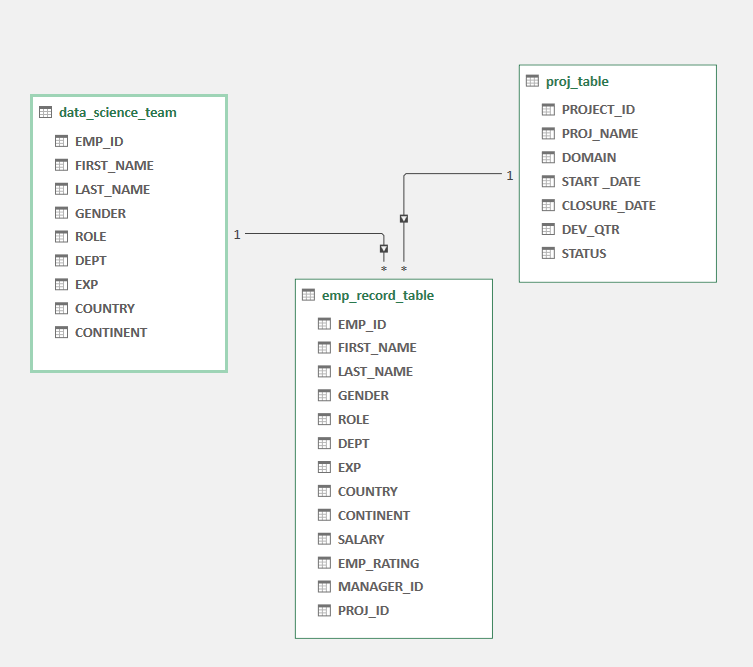 data_science_team
EMP_ID
FIRST_NAME
LAST_NAME
GENDER
ROLE
DEPT
EXP
COUNTRY
CONTINENT
1
*
proj_table
PROJECT_ID
PROJ_NAME
DOMAIN
START _DATE
CLOSURE_DATE
DEV_QTR
STATUS
1
*
emp_record_table
EMP_ID
FIRST_NAME
LAST_NAME
GENDER
ROLE
DEPT
EXP
COUNTRY
CONTINENT
SALARY
EMP_RATING
MANAGER_ID
PROJ_ID